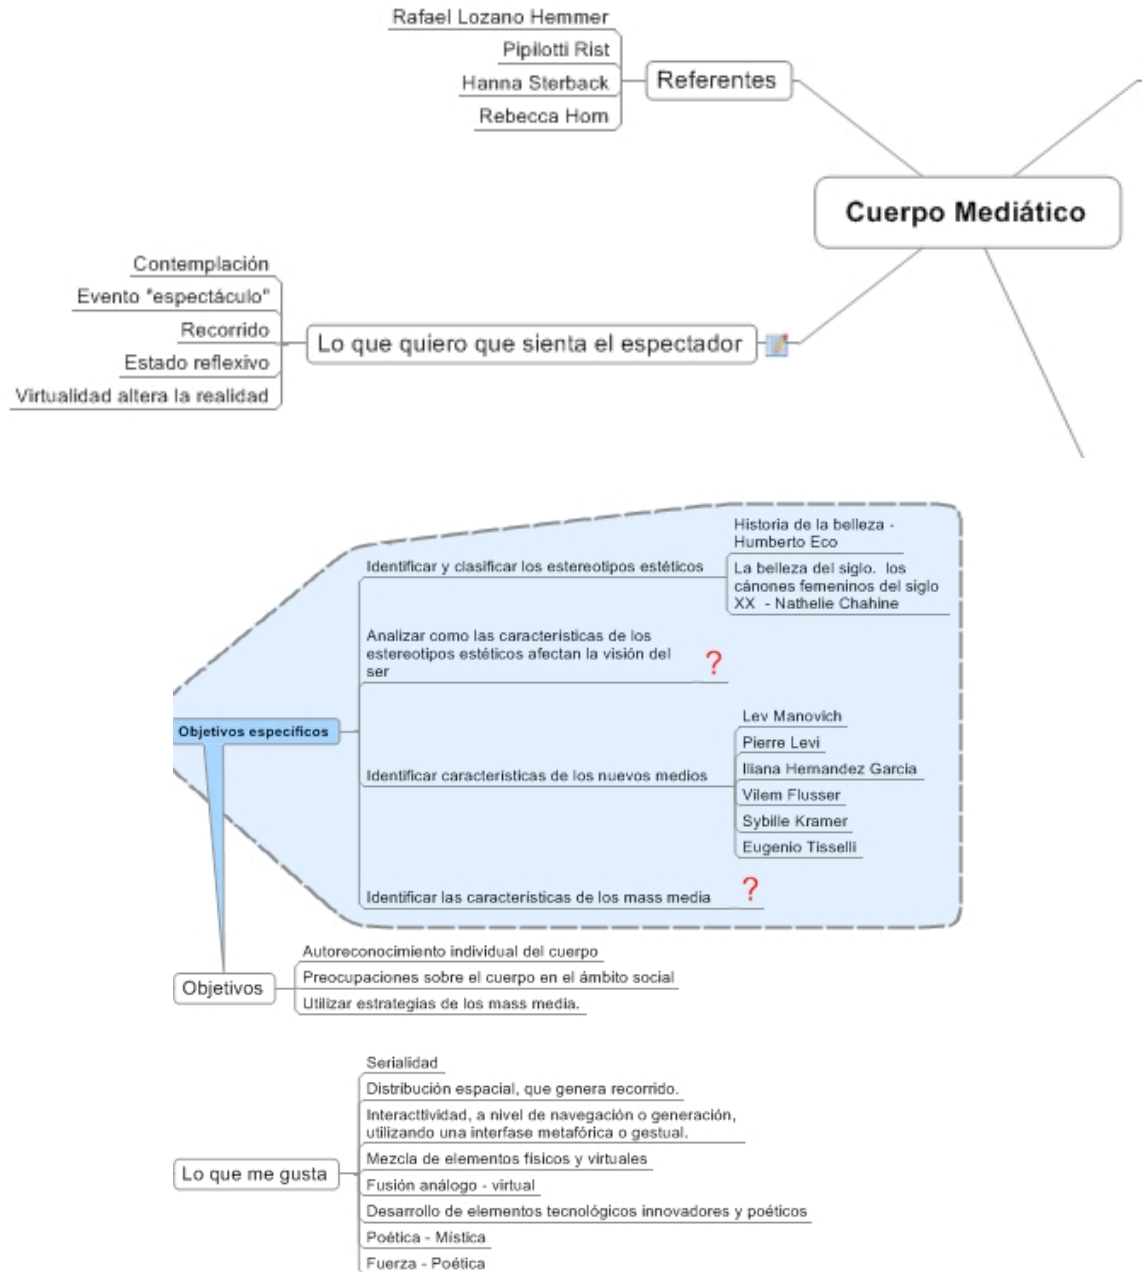 Rafael Lozano Hemmer
Pipilotti Rist
Hanna Sterback
Rebecca Horn
Referentes
Cuerpo Mediático
Contemplación
Evento "espectáculo"
Recorrido
Estado reflexivo
Virtualidad altera la realidad
Lo que quiero que sienta el espectador
Historia de la belleza -
Humberto Eco
Identificar y clasificar los estereotipos estéticos
La belleza del siglo. los
cánones femeninos del siglo
XX - Nathelie Chahine
Analizar como las características de los
estereotipos estéticos afectan la visión del
ser
?
Objetivos especificos
Lev Manovich
Pierre Levi
Identificar características de los nuevos medios
Iliana Hernandez Garcia
Vilem Flusser
Sybille Kramer
Eugenio Tisselli
Identificar las características de los mass media
?
Objetivos
Autoreconocimiento individual del cuerpo
Preocupaciones sobre el cuerpo en el ámbito social
Utilizar estrategias de los mass media.
Lo que me gusta
Serialidad
Distribución espacial, que genera recorrido.
Interacttividad, a nivel de navegación o generación,
utilizando una interfase metafórica o gestual.
Mezcla de elementos físicos y virtuales
Fusión análogo - virtual
Desarrollo de elementos tecnológicos innovadores y poéticos
Poética - Mística
Fuerza - Poética